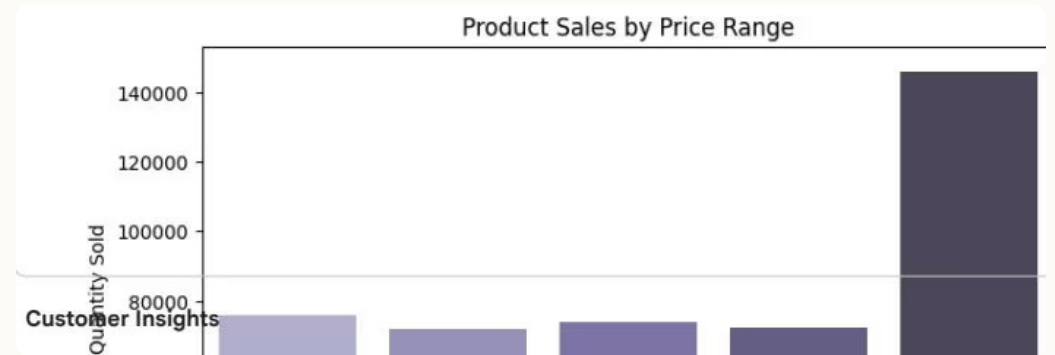 Product Sales by Price Range
140000
120000
100000
80000
Quantity Sold
Customer Insights